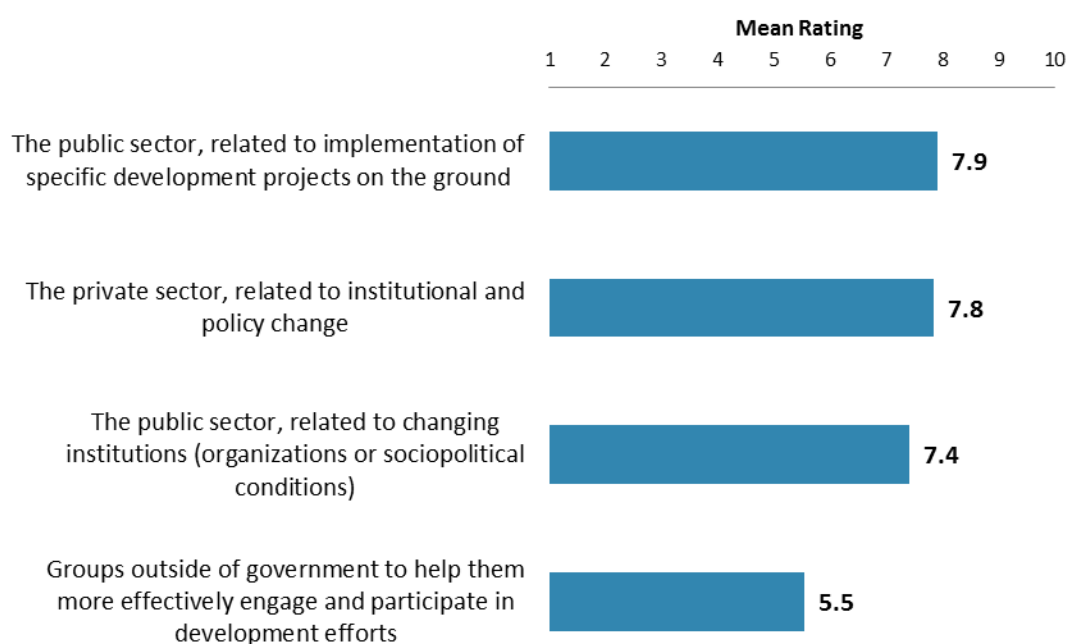 Mean Rating
1 2 3 4 5 6 7 8 9 10
The public sector, related to implementation of
specific development projects on the ground
7.9
The private sector, related to institutional and
policy change
7.8
The public sector, related to changing
institutions (organizations or sociopolitical
conditions)
7.4
Groups outside of government to help them
more effectively engage and participate in
development efforts
5.5